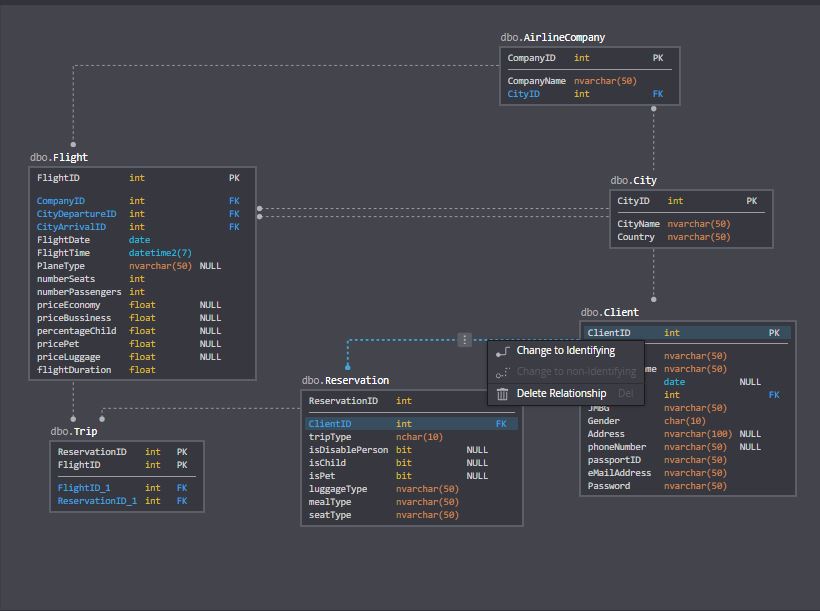 dbo.AirlineCompany
CompanyID int PK
CompanyName nvarchar(50)
CityID int FK
dbo.Flight
FlightID int PK
CompanyID int FK
CityDepartureID int FK
CityArrivalID int FK
FlightDate date
FlightTime datetime2(7)
PlaneType nvarchar(50) NULL
numberSeats int
numberPassengers int
priceEconomy float NULL
priceBussiness float NULL
percentageChild float NULL
pricePet float NULL
priceLuggage float NULL
flightDuration float
dbo.City
CityID int PK
CityName nvarchar(50)
Country nvarchar(50)
dbo.Client
ClientID int PK
nvarchar(50)
me nvarchar(50)
date NULL
int FK
JMBG nvarchar(50)
Gender char(10)
Address nvarchar(100) NULL
phoneNumber nvarchar(50) NULL
passportID nvarchar(50)
eMailAddress nvarchar(50)
Password nvarchar(50)
Change to Identifying
Change to non-Identifying
Delete Relationship Del
dbo.Reservation
ReservationID int
ClientID int FK
tripType nchar(10)
isDisablePerson bit NULL
isChild bit NULL
isPet bit NULL
luggageType nvarchar(50)
mealType nvarchar(50)
seatType nvarchar(50)
dbo.Trip
ReservationID int PK
FlightID int PK
FlightID_1 int FK
ReservationID_1 int FK